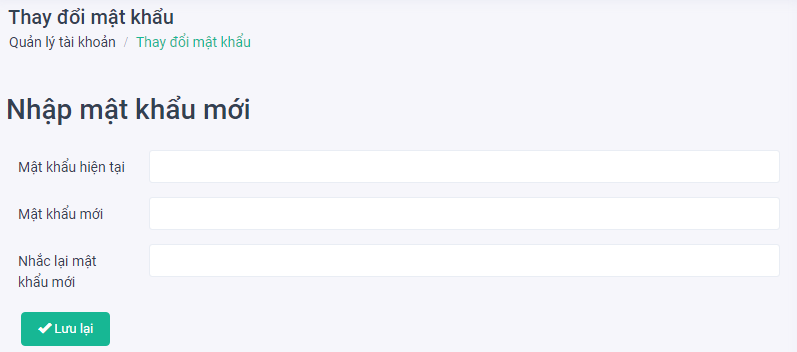 Thay đổi mật khẩu
Quản lý tài khoản / Thay đổi mật khẩu
Nhập mật khẩu mới
Mật khẩu hiện tại
Mật khẩu mới
Nhắc lại mật
khẩu mới
Lưu lại